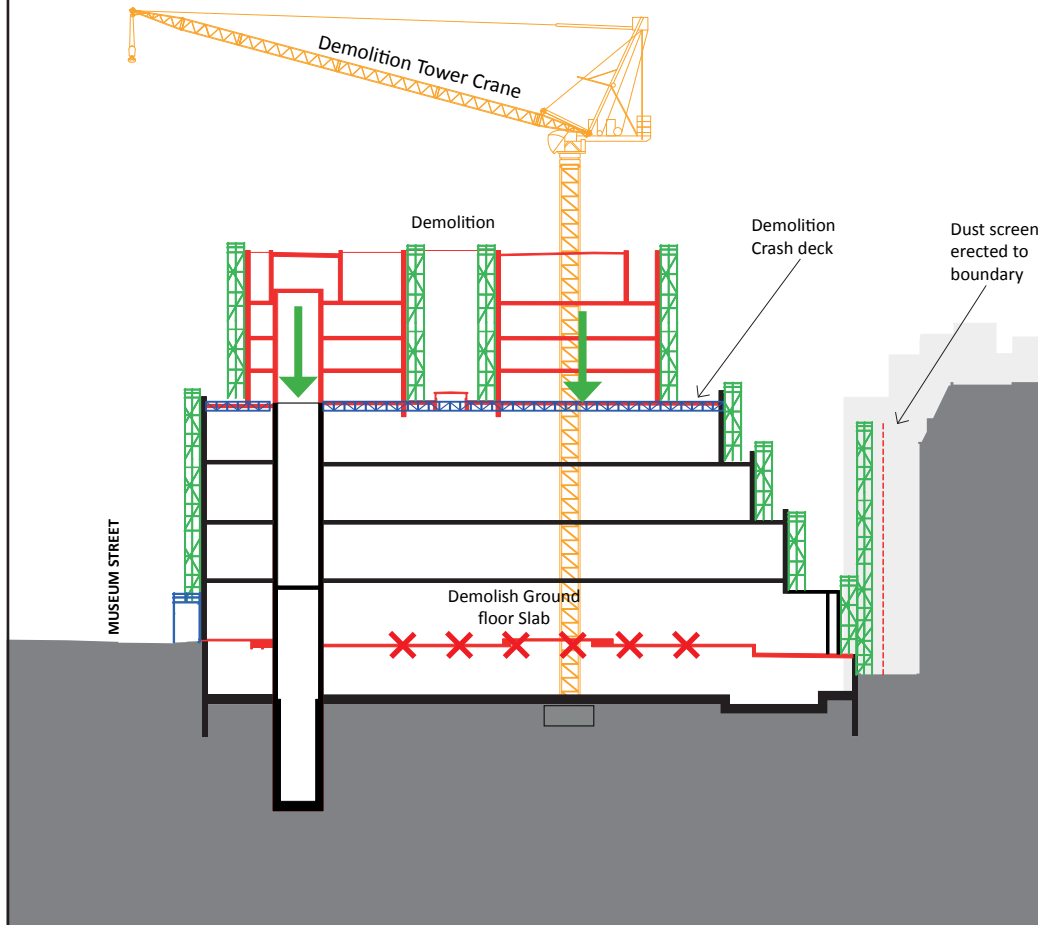 Demolition Tower Crane
Demolition
Demolition
Crash deck
Dust screen
erected to
boundary
MUSEUM STREET
Demolish Ground
floor Slab